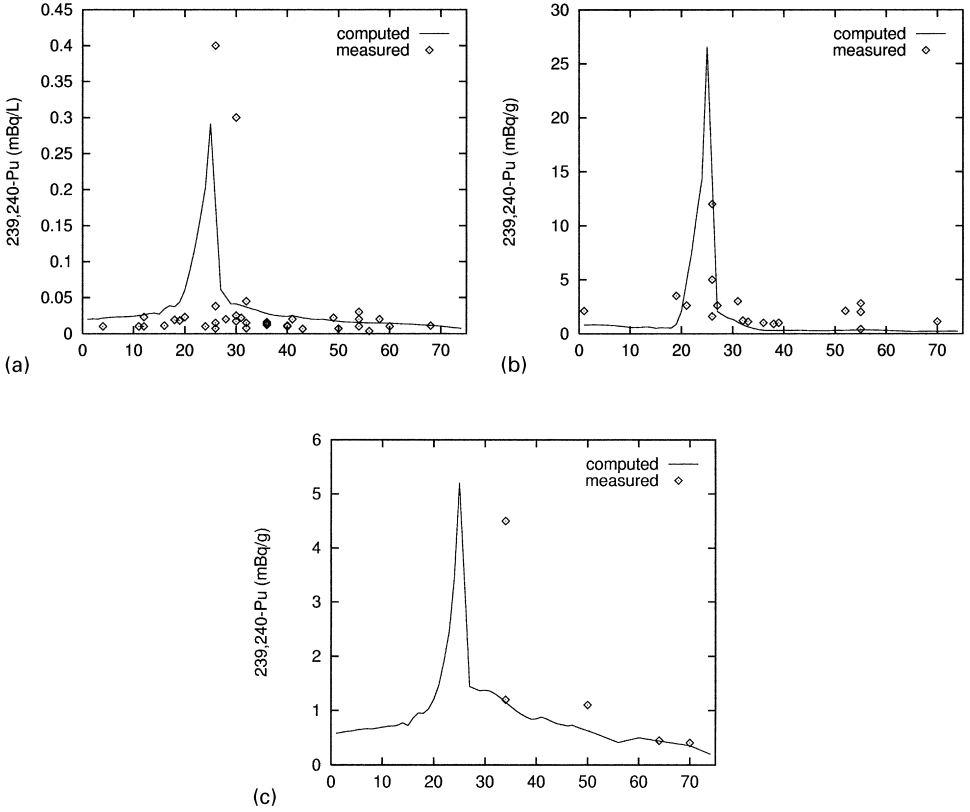 0.45
0.4
0.35
0.3
0.25
0.2
0.15
0.1
0.05
0
239,240-Pu (mBq/L)
computed
measured
0 10 20 30 40 50 60 70
(a)
30
25
20
15
10
5
0
239,240-Pu (mBq/g)
computed
measured
0 10 20 30 40 50 60 70
(b)
6
5
4
3
2
1
0
239,240-Pu (mBq/g)
computed
measured
0 10 20 30 40 50 60 70
(c)